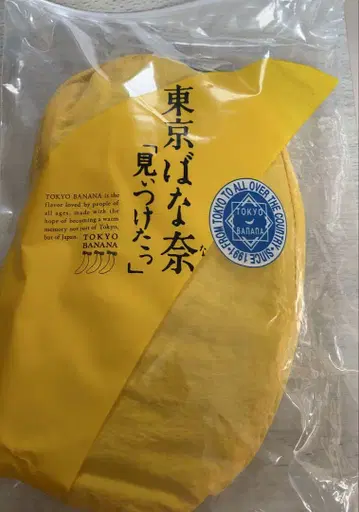 東京ばな奈
な
「見ぃつけたっ」
TOKYO BANANA is the
flavor loved by people of
all ages, made with the
hope of becoming a warm
memory not just of Tokyo,
but of Japan. TOKYO
BANANA
FROM TOKYO TO ALL OVER THE COUNTRY · SINCE 1991 ·
TOKYO
BANANA